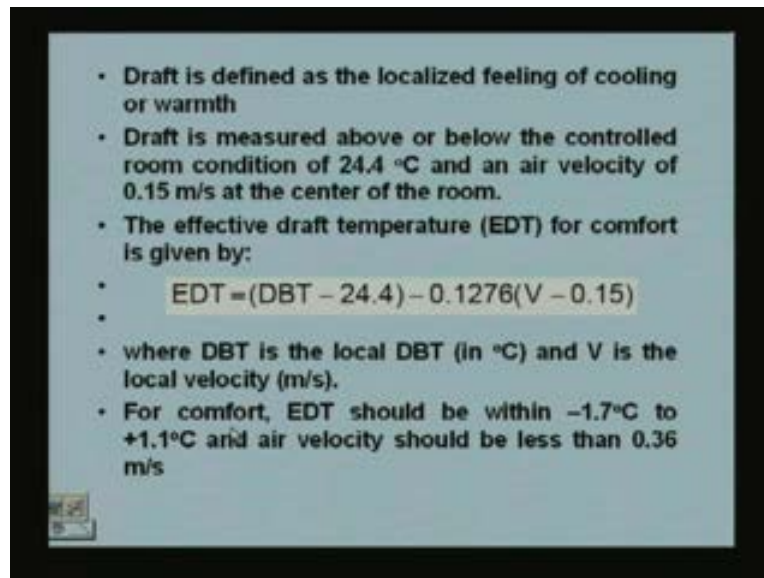 • Draft is defined as the localized feeling of cooling
or warmth
• Draft is measured above or below the controlled
room condition of 24.4 ºC and an air velocity of
0.15 m/s at the center of the room.
• The effective draft temperature (EDT) for comfort
is given by:
• EDT=(DBT – 24.4) – 0.1276(V – 0.15)
•
• where DBT is the local DBT (in ºC) and V is the
local velocity (m/s).
• For comfort, EDT should be within –1.7ºC to
+1.1ºC and air velocity should be less than 0.36
m/s